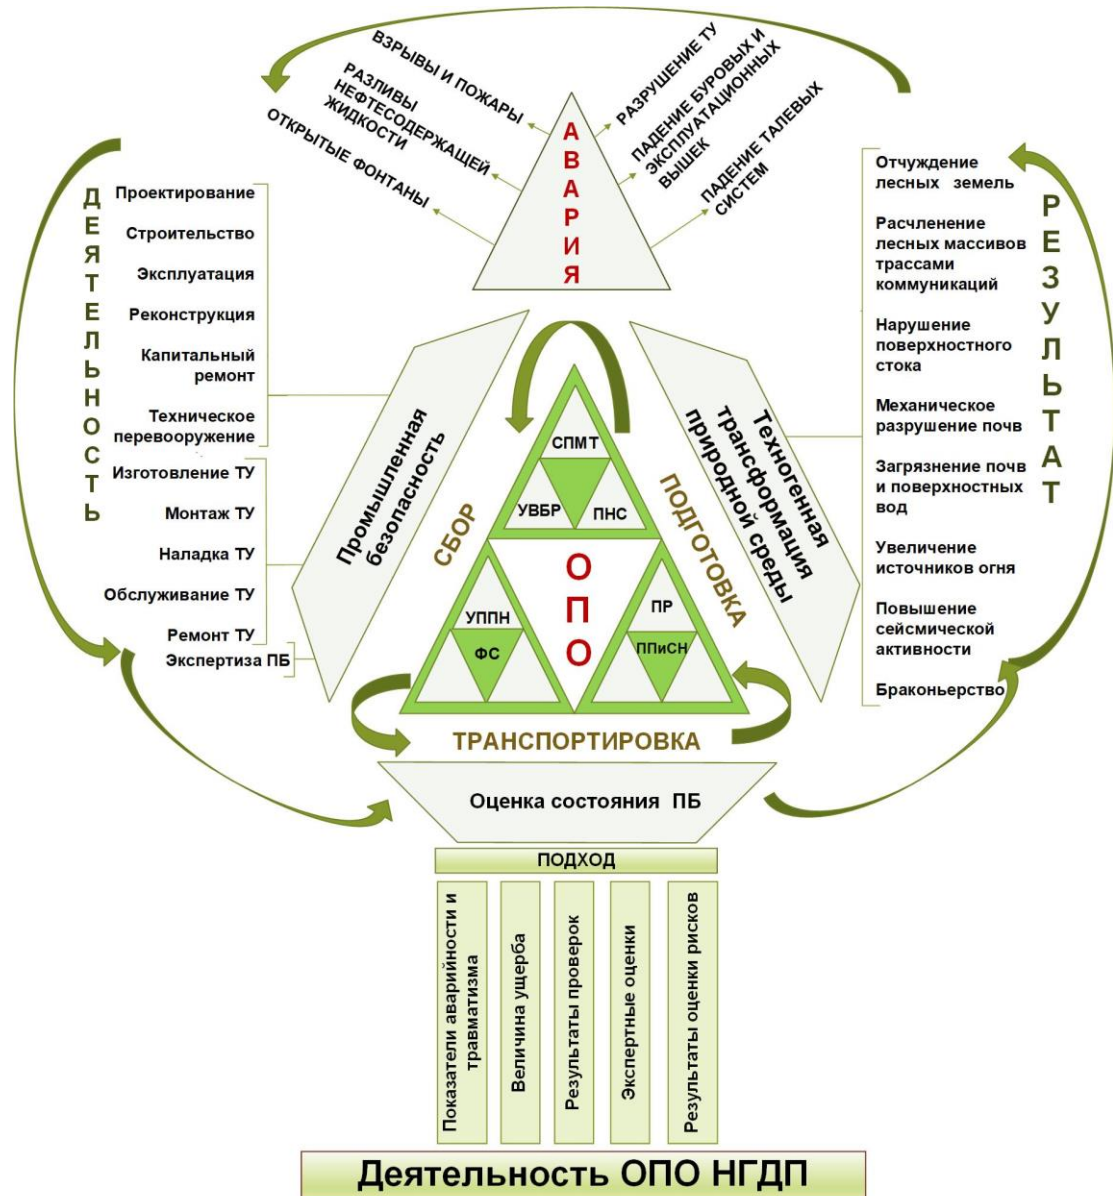 ВЗРЫВЫ И ПОЖАРЫ
РАЗЛИВЫ
НЕФТЕСОДЕРЖАЩЕЙ
ЖИДКОСТИ
ОТКРЫТЫЕ ФОНТАНЫ
АВАРИЯ
РАЗРУШЕНИЕ ТУ
ПАДЕНИЕ БУРОВЫХ И
ЭКСПЛУАТАЦИОННЫХ
ВЫШЕК
ПАДЕНИЕ ТАЛЕВЫХ
СИСТЕМ
ДЕЯТЕЛЬНОСТЬ
Проектирование
Строительство
Эксплуатация
Реконструкция
Капитальный
ремонт
Техническое
перевооружение
Изготовление ТУ
Монтаж ТУ
Наладка ТУ
Обслуживание ТУ
Ремонт ТУ
Экспертиза ПБ
Промышленная
безопасность
СБОР
СПМТ
УВБР
ПНС
ОПО
УППН
ФС
ПР
ППиСН
ПОДГОТОВКА
ТРАНСПОРТИРОВКА
Техногенная
трансформация
природной среды
Отчуждение
лесных земель
Расчленение
лесных массивов
трассами
коммуникаций
Нарушение
поверхностного
стока
Механическое
разрушение почв
Загрязнение почв
и поверхностных
вод
Увеличение
источников огня
Повышение
сейсмической
активности
Браконьерство
РЕЗУЛЬТАТ
Оценка состояния ПБ
ПОДХОД
Показатели аварийности и
травматизма
Величина ущерба
Результаты проверок
Экспертные оценки
Результаты оценки рисков
Деятельность ОПО НГДП